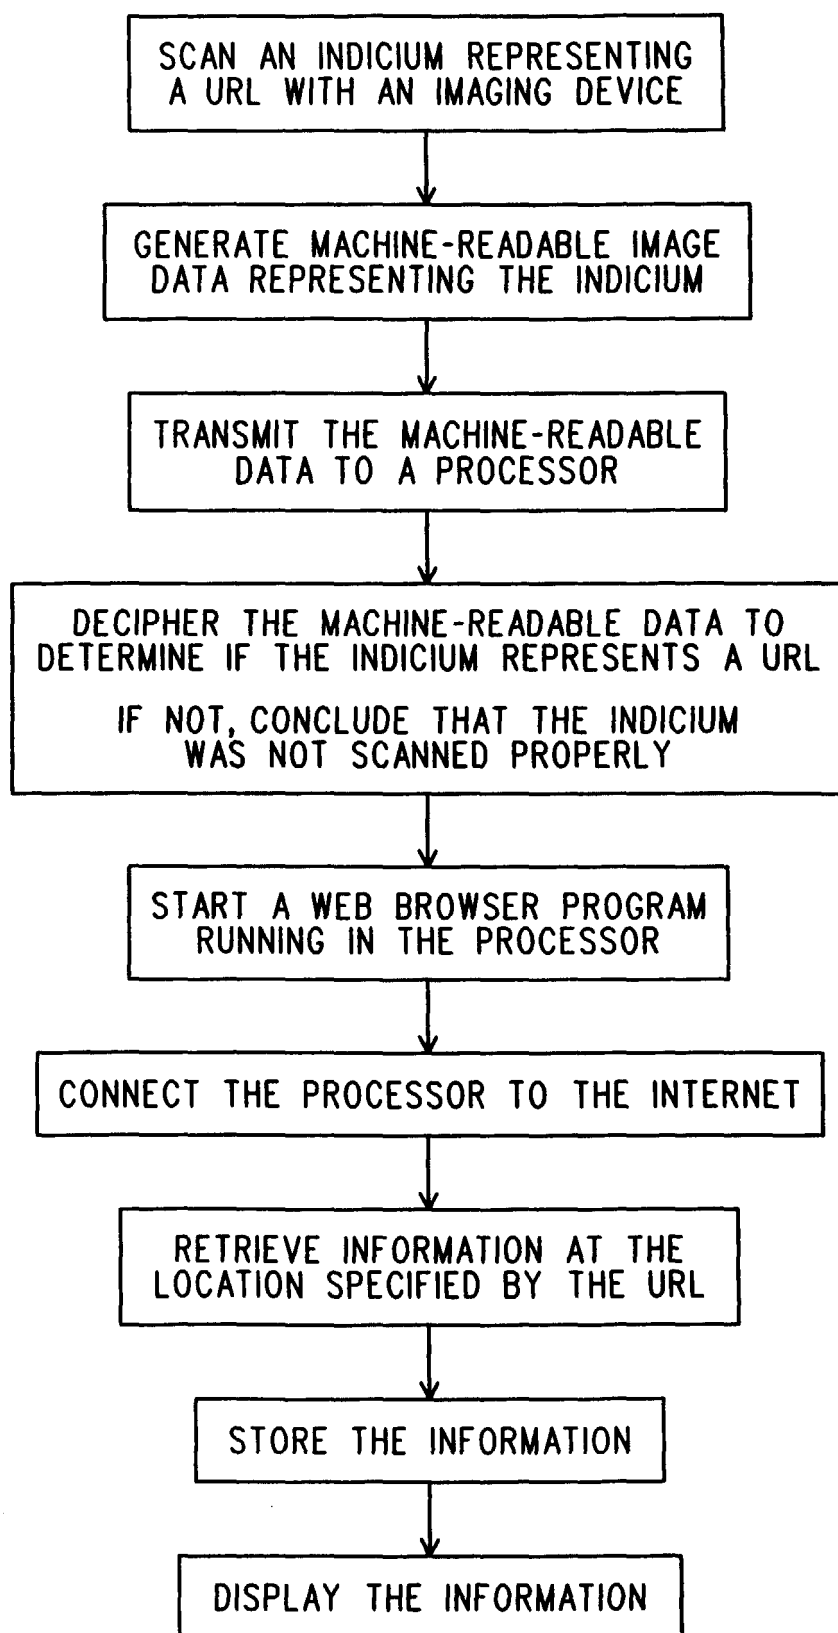 SCAN AN INDICIUM REPRESENTING
A URL WITH AN IMAGING DEVICE
GENERATE MACHINE-READABLE IMAGE
DATA REPRESENTING THE INDICIUM
TRANSMIT THE MACHINE-READABLE
DATA TO A PROCESSOR
DECIPHER THE MACHINE-READABLE DATA TO
DETERMINE IF THE INDICIUM REPRESENTS A URL
IF NOT, CONCLUDE THAT THE INDICIUM
WAS NOT SCANNED PROPERLY
START A WEB BROWSER PROGRAM
RUNNING IN THE PROCESSOR
CONNECT THE PROCESSOR TO THE INTERNET
RETRIEVE INFORMATION AT THE
LOCATION SPECIFIED BY THE URL
STORE THE INFORMATION
DISPLAY THE INFORMATION